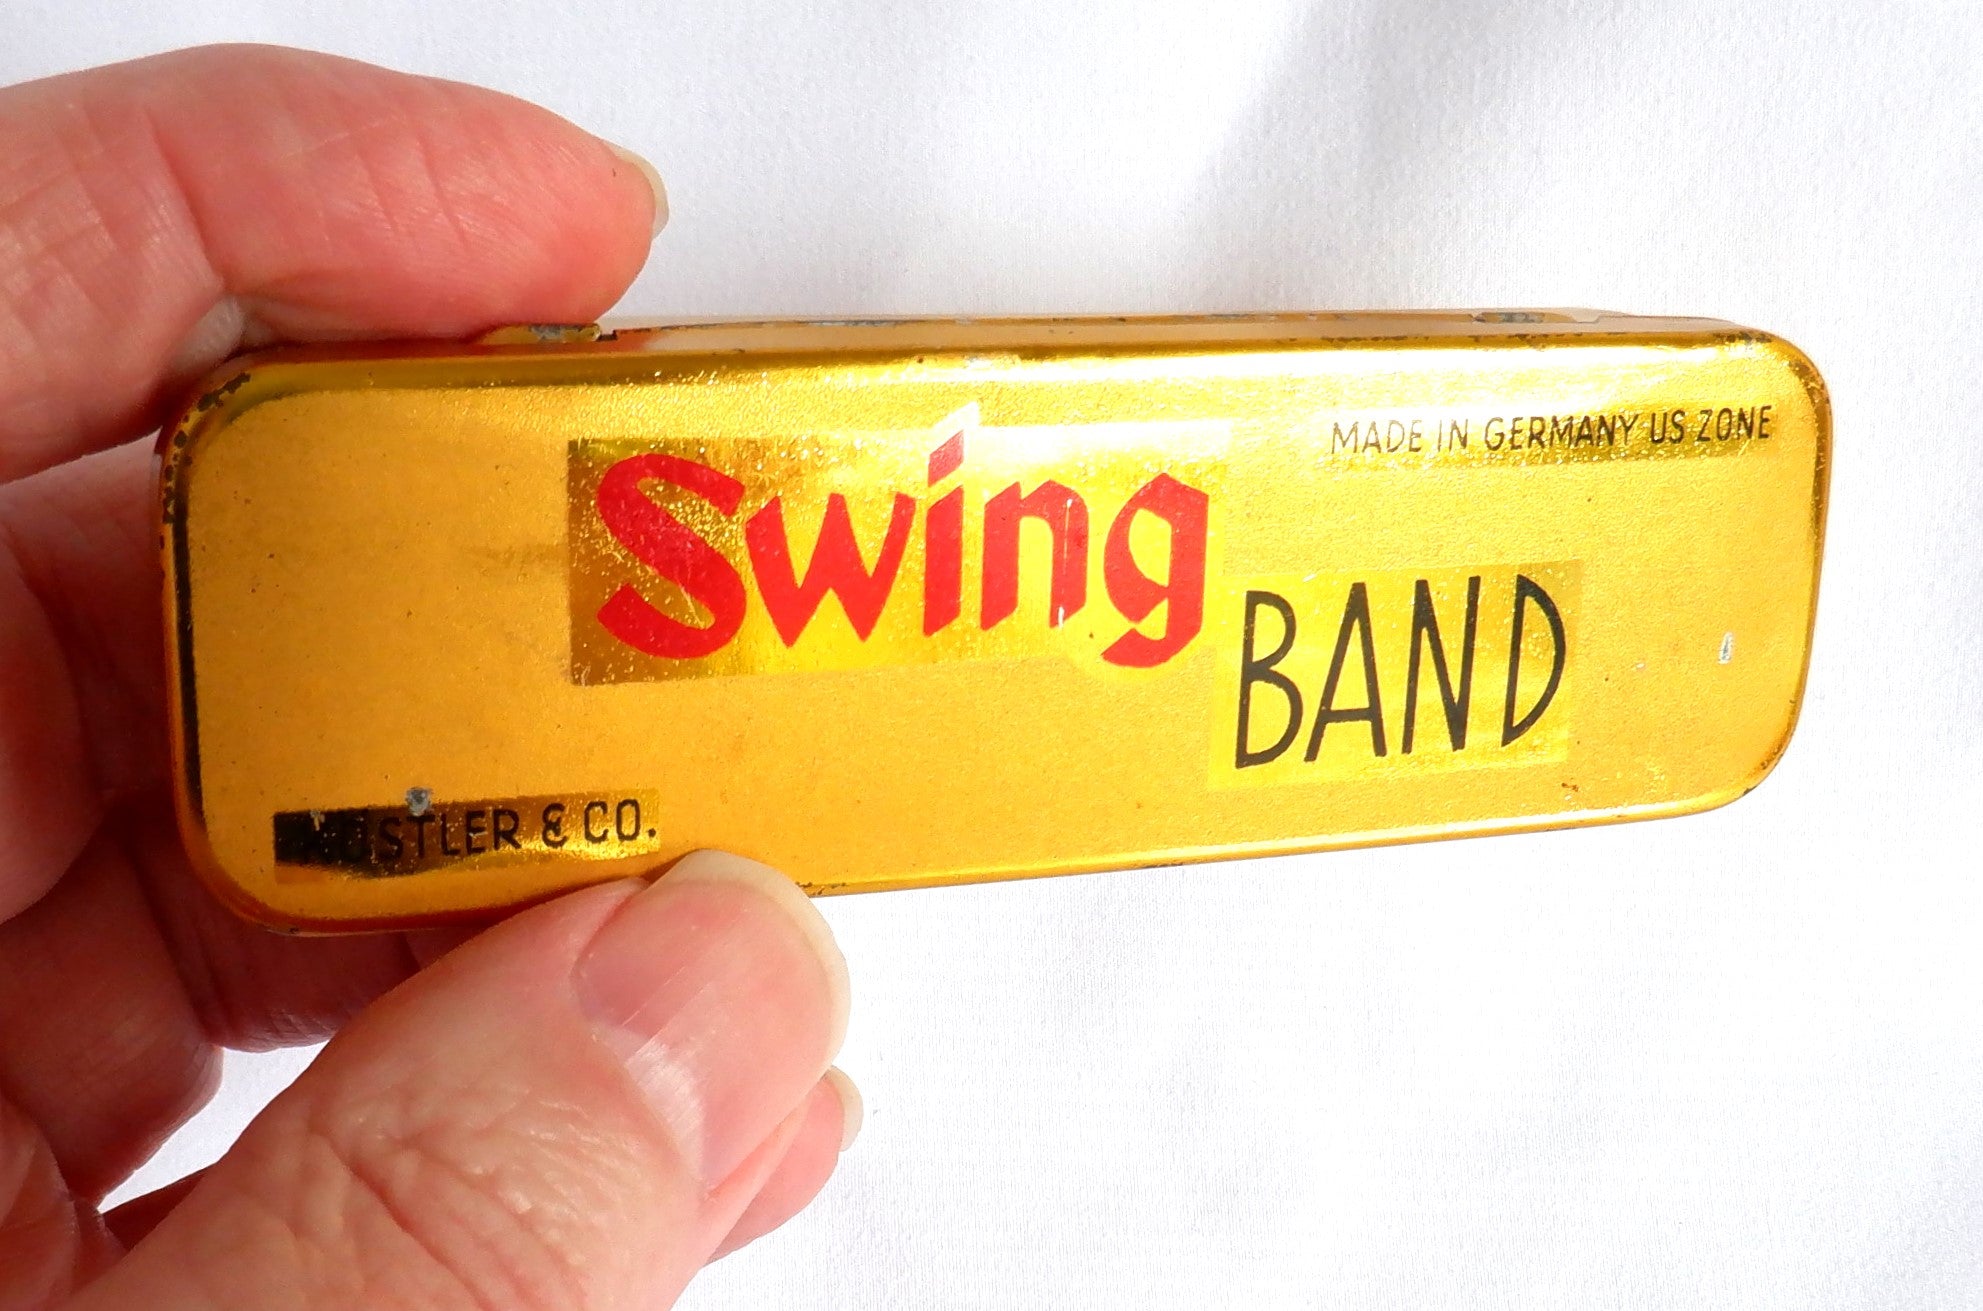 MADE IN GERMANY US ZONE
Swing
BAND
& CO.